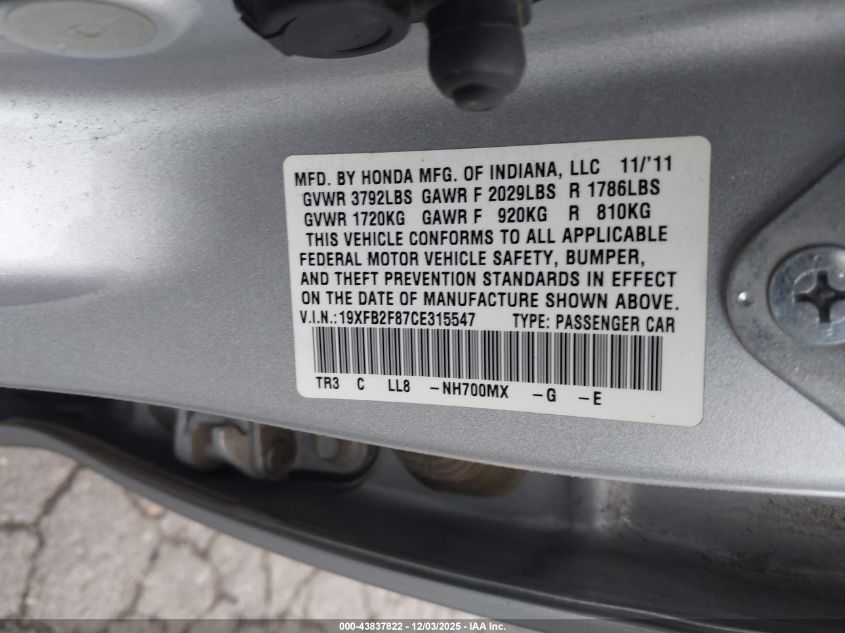 MFD. BY HONDA MFG. OF INDIANA, LLC 11/'11
GVWR 3792LBS GAWR F 2029LBS R 1786LBS
GVWR 1720KG GAWR F 920KG R 810KG
THIS VEHICLE CONFORMS TO ALL APPLICABLE
FEDERAL MOTOR VEHICLE SAFETY, BUMPER,
AND THEFT PREVENTION STANDARDS IN EFFECT
ON THE DATE OF MANUFACTURE SHOWN ABOVE.
V.I.N.:19XFB2F87CE315547 TYPE: PASSENGER CAR
TR3 C LL8 -NH700MX -G -E
000-43837822 - 12/03/2025 - IAA Inc.